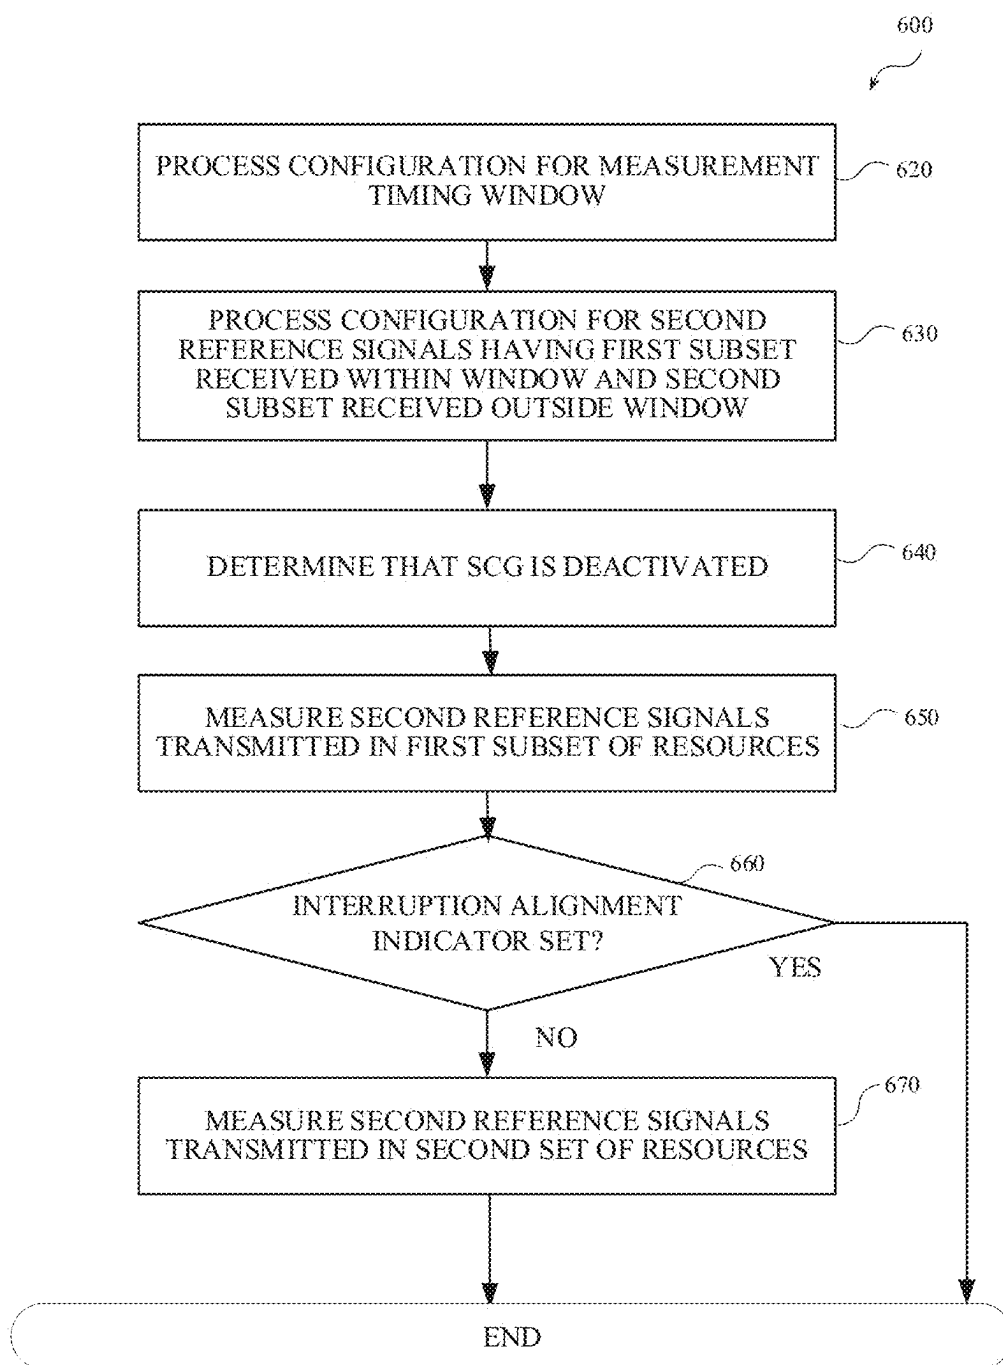 600
PROCESS CONFIGURATION FOR MEASUREMENT
TIMING WINDOW
620
PROCESS CONFIGURATION FOR SECOND
REFERENCE SIGNALS HAVING FIRST SUBSET
RECEIVED WITHIN WINDOW AND SECOND
SUBSET RECEIVED OUTSIDE WINDOW
630
DETERMINE THAT SCG IS DEACTIVATED
640
MEASURE SECOND REFERENCE SIGNALS
TRANSMITTED IN FIRST SUBSET OF RESOURCES
650
660
INTERRUPTION ALIGNMENT
INDICATOR SET?
YES
NO
MEASURE SECOND REFERENCE SIGNALS
TRANSMITTED IN SECOND SET OF RESOURCES
670
END